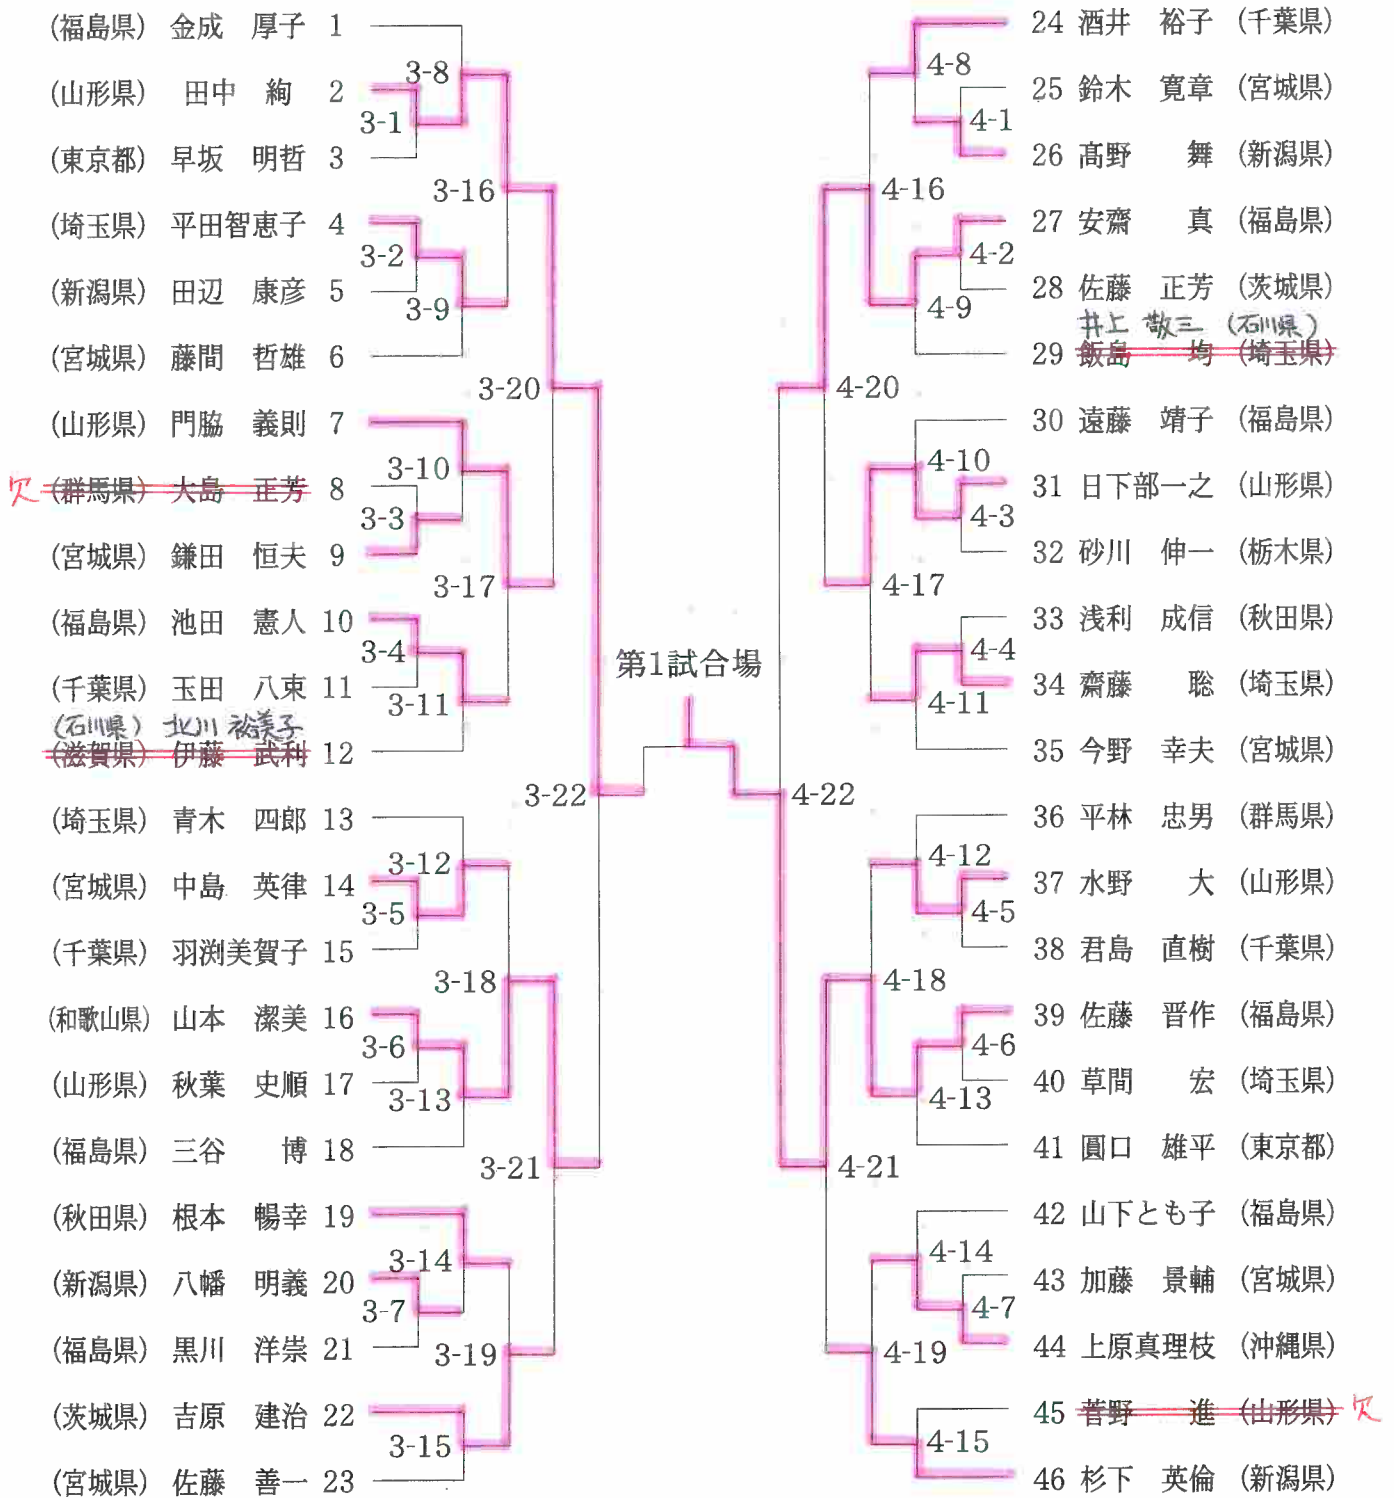 (福島県) 金成 厚子 1
3-8
(山形県) 田中 絢 2
3-1
(東京都) 早坂 明哲 3
3-16
(埼玉県) 平田智恵子 4
3-2
(新潟県) 田辺 康彦 5
3-9
(宮城県) 藤間 哲雄 6
3-20
(山形県) 門脇 義則 7
3-10
欠 (群馬県) 大島 正芳 8
3-3
(宮城県) 鎌田 恒夫 9
3-17
(福島県) 池田 憲人 10
3-4
(千葉県) 玉田 八束 11
3-11
(石川県) 北川 裕美子
(滋賀県) 伊藤 武利 12
3-22
(埼玉県) 青木 四郎 13
3-12
(宮城県) 中島 英律 14
3-5
(千葉県) 羽渕美賀子 15
3-18
(和歌山県) 山本 潔美 16
3-6
(山形県) 秋葉 史順 17
3-13
(福島県) 三谷 博 18
3-21
(秋田県) 根本 暢幸 19
3-14
(新潟県) 八幡 明義 20
3-7
(福島県) 黒川 洋崇 21
3-19
(茨城県) 吉原 建治 22
3-15
(宮城県) 佐藤 善一 23
第1試合場
24 酒井 裕子 (千葉県)
4-8
25 鈴木 寛章 (宮城県)
4-1
26 髙野 舞 (新潟県)
4-16
27 安齋 真 (福島県)
4-2
28 佐藤 正芳 (茨城県)
4-9
井上 敬三 (石川県)
29 飯島 均 (埼玉県)
4-20
30 遠藤 靖子 (福島県)
4-10
31 日下部一之 (山形県)
4-3
32 砂川 伸一 (栃木県)
4-17
33 浅利 成信 (秋田県)
4-4
34 齋藤 聡 (埼玉県)
4-11
35 今野 幸夫 (宮城県)
4-22
36 平林 忠男 (群馬県)
4-12
37 水野 大 (山形県)
4-5
38 君島 直樹 (千葉県)
4-18
39 佐藤 晋作 (福島県)
4-6
40 草間 宏 (埼玉県)
4-13
41 圓口 雄平 (東京都)
4-21
42 山下とも子 (福島県)
4-14
43 加藤 景輔 (宮城県)
4-7
44 上原真理枝 (沖縄県)
4-19
45 菅野 進 (山形県) 欠
4-15
46 杉下 英倫 (新潟県)